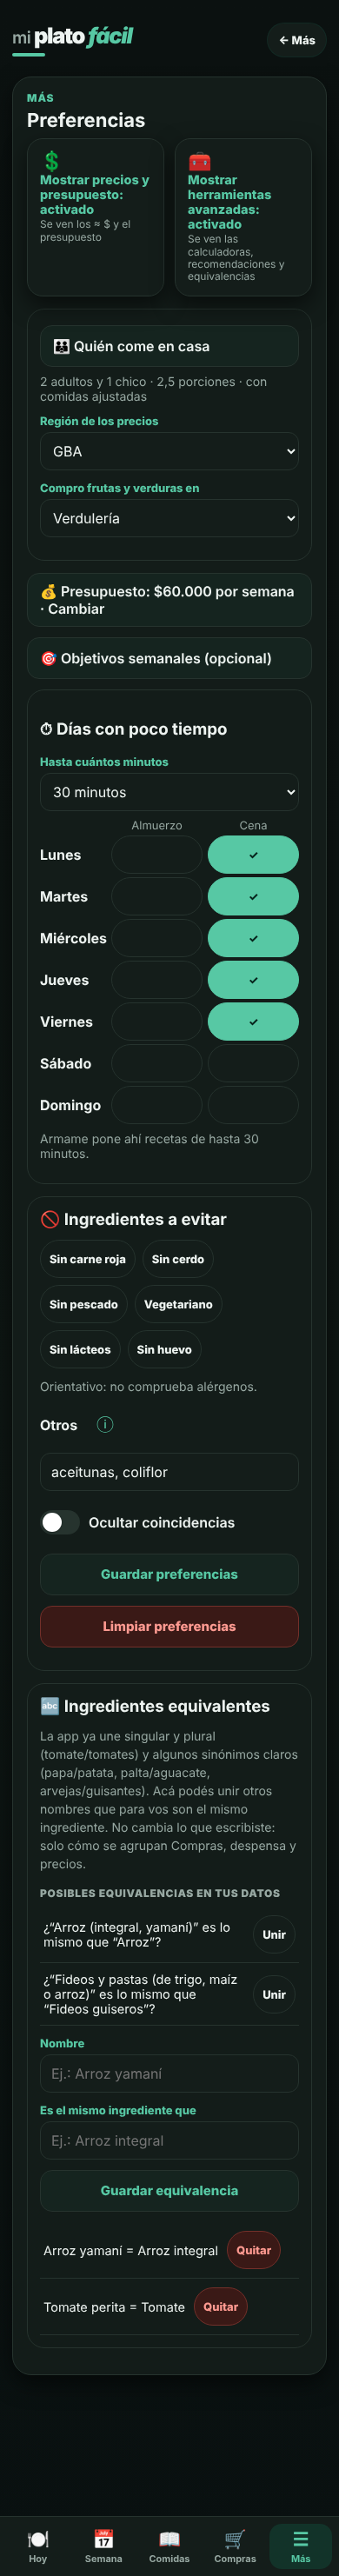 mi plato fácil
← Más
MÁS
Preferencias
Mostrar precios y
presupuesto:
activado
Se ven los ≈ $ y el
presupuesto
Mostrar
herramientas
avanzadas:
activado
Se ven las
calculadoras,
recomendaciones y
equivalencias
Quién come en casa
2 adultos y 1 chico · 2,5 porciones · con
comidas ajustadas
Región de los precios
GBA
Compro frutas y verduras en
Verdulería
Presupuesto: $60.000 por semana
· Cambiar
Objetivos semanales (opcional)
Días con poco tiempo
Hasta cuántos minutos
30 minutos
Almuerzo Cena
Lunes ✓
Martes ✓
Miércoles ✓
Jueves ✓
Viernes ✓
Sábado
Domingo
Armame pone ahí recetas de hasta 30
minutos.
Ingredientes a evitar
Sin carne roja Sin cerdo
Sin pescado Vegetariano
Sin lácteos Sin huevo
Orientativo: no comprueba alérgenos.
Otros ⓘ
aceitunas, coliflor
Ocultar coincidencias
Guardar preferencias
Limpiar preferencias
🔤 Ingredientes equivalentes
La app ya une singular y plural
(tomate/tomates) y algunos sinónimos claros
(papa/patata, palta/aguacate,
arvejas/guisantes). Acá podés unir otros
nombres que para vos son el mismo
ingrediente. No cambia lo que escribiste:
solo cómo se agrupan Compras, despensa y
precios.
POSIBLES EQUIVALENCIAS EN TUS DATOS
¿“Arroz (integral, yamaní)” es lo
mismo que “Arroz”?
Unir
¿“Fideos y pastas (de trigo, maíz
o arroz)” es lo mismo que
“Fideos guiseros”?
Unir
Nombre
Ej.: Arroz yamaní
Es el mismo ingrediente que
Ej.: Arroz integral
Guardar equivalencia
Arroz yamaní = Arroz integral Quitar
Tomate perita = Tomate Quitar
Hoy Semana Comidas Compras Más